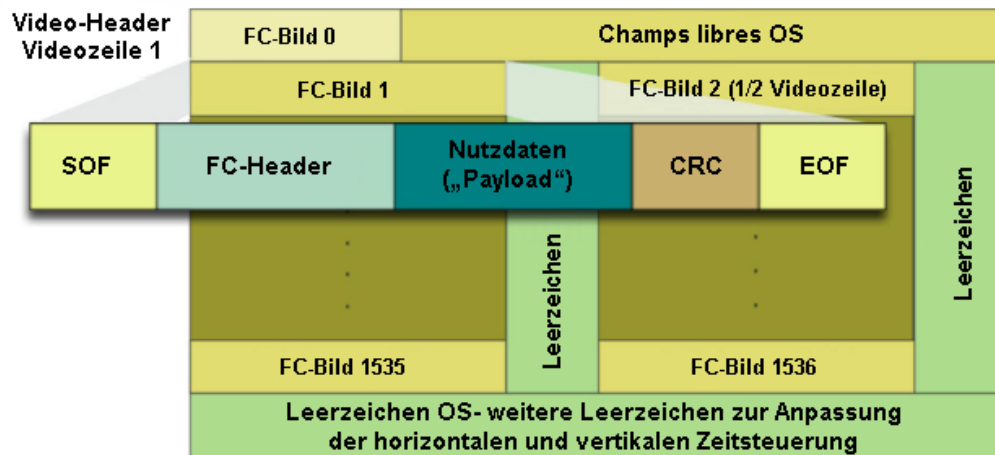 Video-Header
Videozeile 1
FC-Bild 0
Champs libres OS
FC-Bild 1
FC-Bild 2 (1/2 Videozeile)
SOF
FC-Header
Nutzdaten
(„Payload“)
CRC
EOF
Leerzeichen
Leerzeichen
FC-Bild 1535
FC-Bild 1536
Leerzeichen OS- weitere Leerzeichen zur Anpassung
der horizontalen und vertikalen Zeitsteuerung